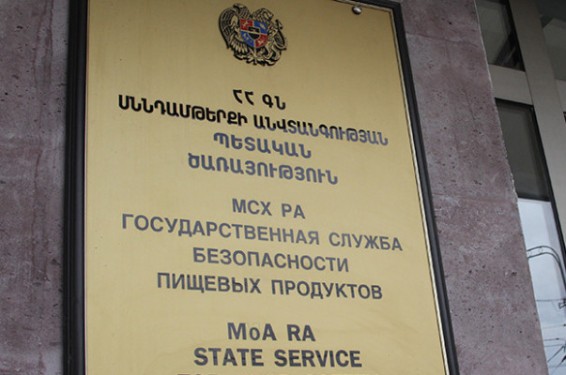 ՀՀ ԳՆ
ՍՆՆԴԱՄԹԵՐՔԻ ԱՆՎՏԱՆԳՈՒԹՅԱՆ
ՊԵՏԱԿԱՆ
ԾԱՌԱՅՈՒԹՅՈՒՆ
МСХ РА
ГОСУДАРСТВЕННАЯ СЛУЖБА
БЕЗОПАСНОСТИ
ПИЩЕВЫХ ПРОДУКТОВ
MoA RA
STATE SERVICE